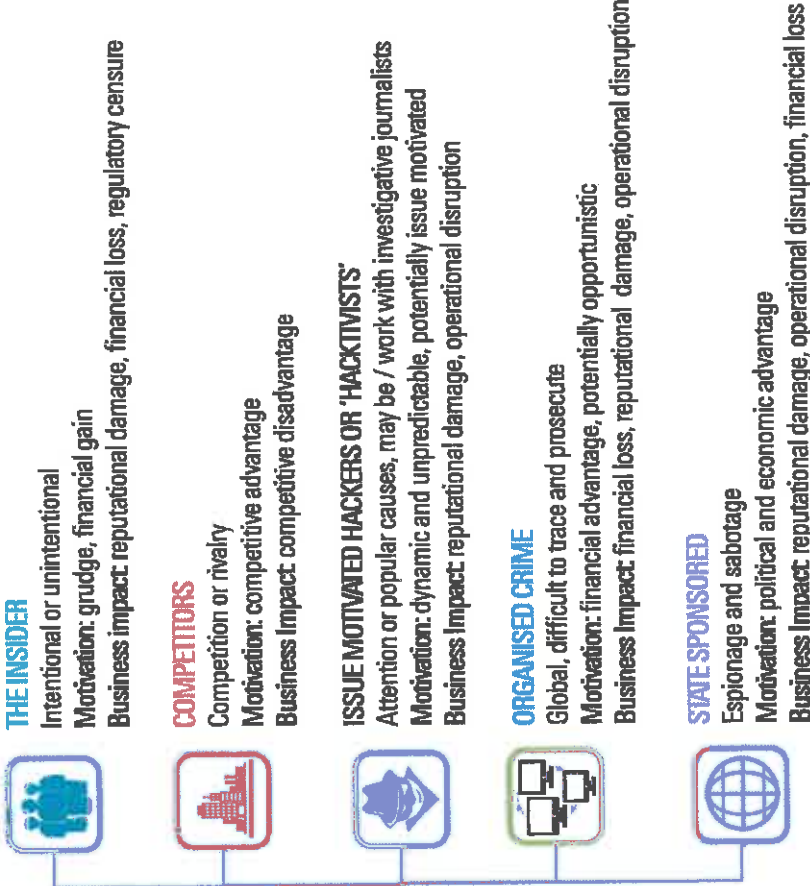 THE INSIDER
Intentional or unintentional
Motivation: grudge, financial gain
Business impact: reputational damage, financial loss, regulatory censure
COMPETITORS
Competition or rivalry
Motivation: competitive advantage
Business Impact: competitive disadvantage
ISSUE MOTIVATED HACKERS OR 'HACKTIVISTS'
Attention or popular causes, may be / work with investigative journalists
Motivation: dynamic and unpredictable, potentially issue motivated
Business Impact: reputational damage, operational disruption
ORGANISED CRIME
Global, difficult to trace and prosecute
Motivation: financial advantage, potentially opportunistic
Business Impact: financial loss, reputational damage, operational disruption
STATE SPONSORED
Espionage and sabotage
Motivation: political and economic advantage
Business Impact: reputational damage, operational disruption, financial loss